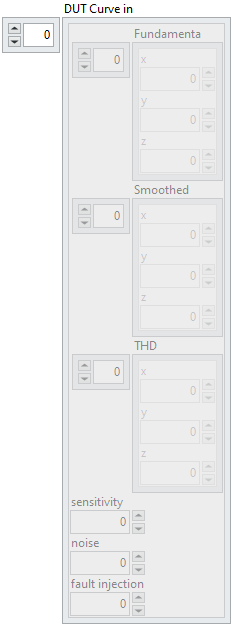 DUT Curve in
0
Fundamenta
0
x
0
y
0
z
0
Smoothed
0
x
0
y
0
z
0
THD
0
x
0
y
0
z
0
sensitivity
0
noise
0
fault injection
0